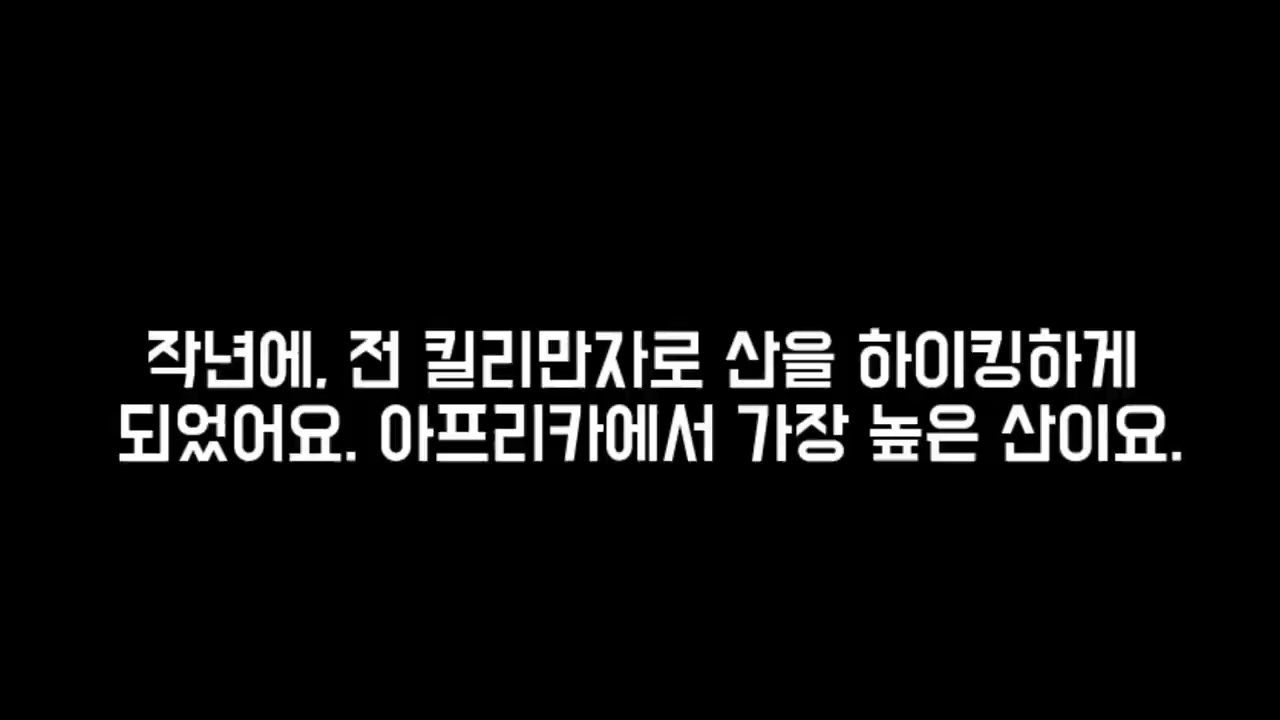 작년에, 전 킬리만자로 산을 하이킹하게
되었어요. 아프리카에서 가장 높은 산이요.